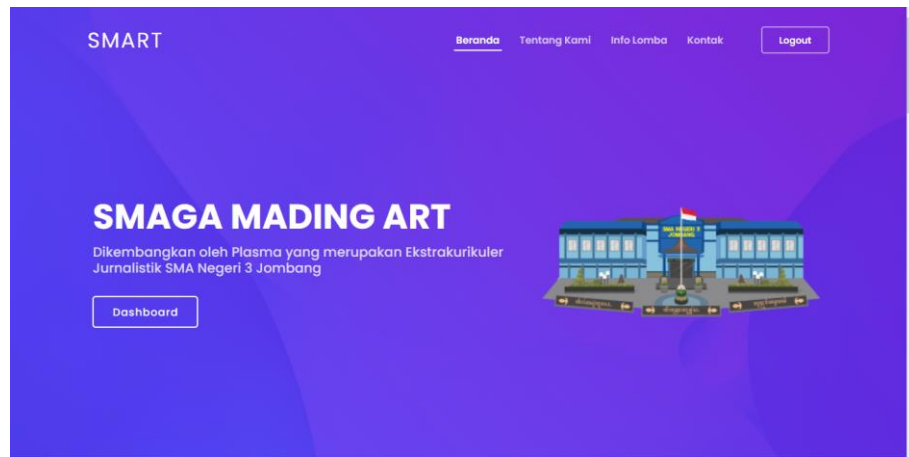 SMART
Beranda Tentang Kami Info Lomba Kontak Logout
SMAGA MADING ART
Dikembangkan oleh Plasma yang merupakan Ekstrakurikuler
Jurnalistik SMA Negeri 3 Jombang
Dashboard
SMA NEGERI 3
JOMBANG